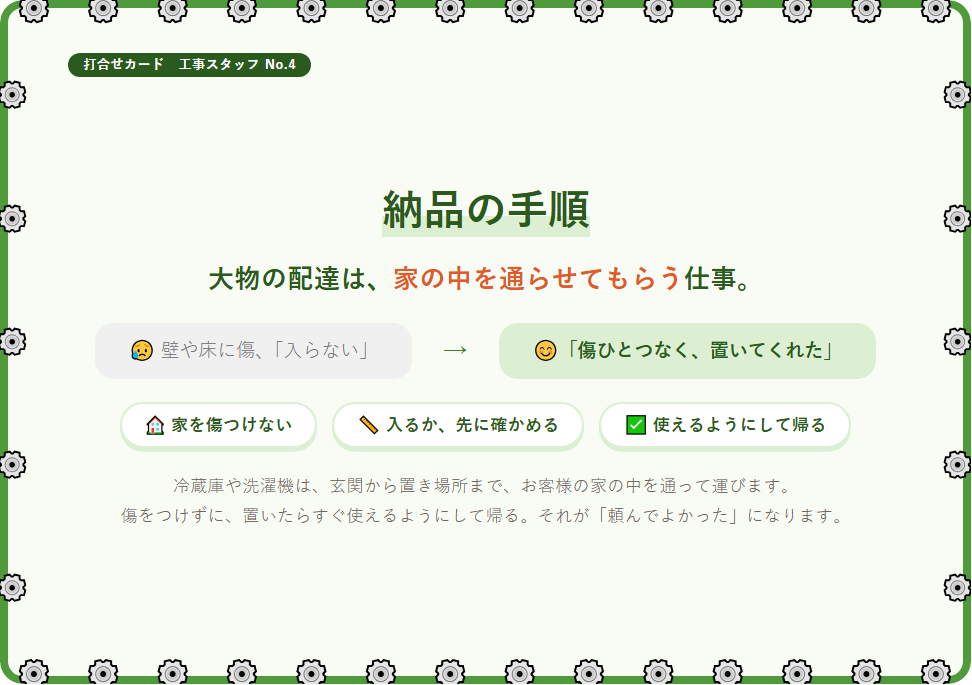 打合せカード　工事スタッフ No.4
納品の手順
大物の配達は、家の中を通らせてもらう仕事。
😥 壁や床に傷、「入らない」 → 😊 「傷ひとつなく、置いてくれた」
🏠 家を傷つけない 📏 入るか、先に確かめる ✅ 使えるようにして帰る
冷蔵庫や洗濯機は、玄関から置き場所まで、お客様の家の中を通って運びます。
傷をつけずに、置いたらすぐ使えるようにして帰る。それが「頼んでよかった」になります。